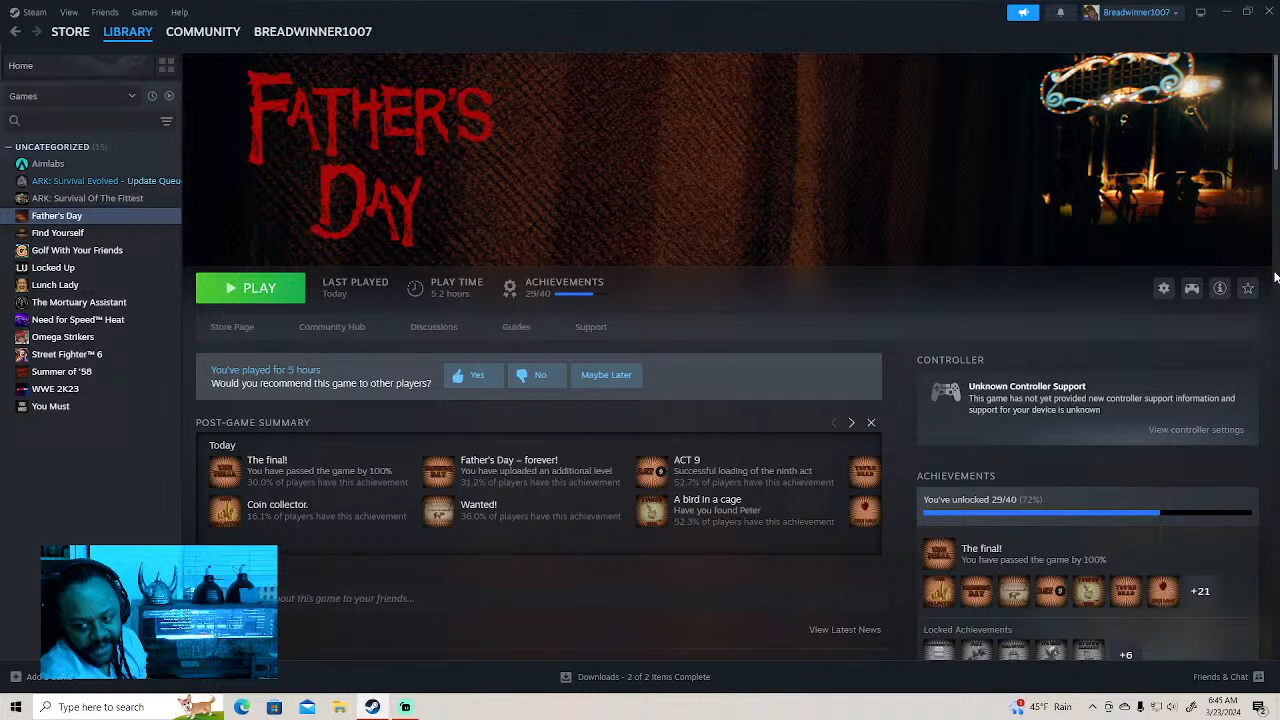 Steam View Friends Games Help
Breadwinner1007
STORE LIBRARY COMMUNITY BREADWINNER1007
Home
Games
UNCATEGORIZED (15)
Aimlabs
ARK: Survival Evolved - Update Queu
ARK: Survival Of The Fittest
Father's Day
Find Yourself
Golf With Your Friends
Locked Up
Lunch Lady
The Mortuary Assistant
Need for Speed™ Heat
Omega Strikers
Street Fighter™ 6
Summer of '58
WWE 2K23
You Must
FATHER'S
DAY
PLAY
LAST PLAYED
Today
PLAY TIME
5.2 hours
ACHIEVEMENTS
29/40
Store Page Community Hub Discussions Guides Support
You've played for 5 hours
Would you recommend this game to other players?
Yes No Maybe Later
POST-GAME SUMMARY
Today
The final!
You have passed the game by 100%
30.0% of players have this achievement
Father's Day – forever!
You have uploaded an additional level
31.2% of players have this achievement
ACT 9
Successful loading of the ninth act
52.7% of players have this achievement
Coin collector.
16.1% of players have this achievement
Wanted!
36.0% of players have this achievement
A bird in a cage
Have you found Peter
52.3% of players have this achievement
about this game to your friends...
View Latest News
CONTROLLER
Unknown Controller Support
This game has not yet provided new controller support information and
support for your device is unknown
View controller settings
ACHIEVEMENTS
You've unlocked 29/40 (72%)
The final!
You have passed the game by 100%
+21
Locked Achievements
+6
Downloads - 2 of 2 Items Complete
Friends & Chat
Type here to search
45°F Rain
6:45 AM
3/23/2024